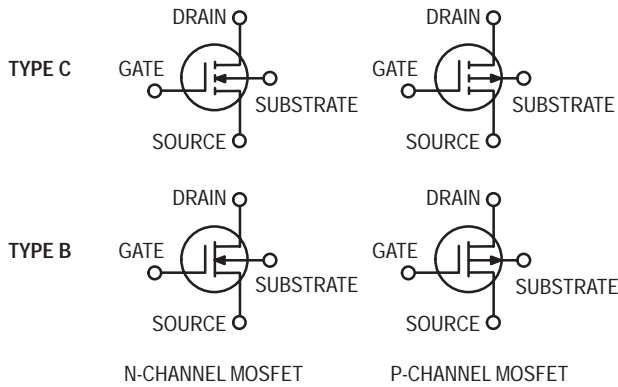 DRAIN DRAIN
TYPE C GATE GATE
SUBSTRATE SUBSTRATE
SOURCE SOURCE
DRAIN DRAIN
TYPE B GATE GATE
SUBSTRATE SUBSTRATE
SOURCE SOURCE
N-CHANNEL MOSFET P-CHANNEL MOSFET